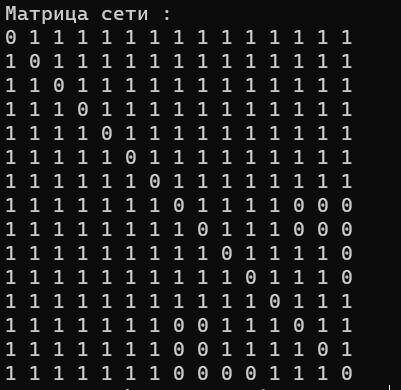 Матрица сети :
0 1 1 1 1 1 1 1 1 1 1 1 1 1 1
1 0 1 1 1 1 1 1 1 1 1 1 1 1 1
1 1 0 1 1 1 1 1 1 1 1 1 1 1 1
1 1 1 0 1 1 1 1 1 1 1 1 1 1 1
1 1 1 1 0 1 1 1 1 1 1 1 1 1 1
1 1 1 1 1 0 1 1 1 1 1 1 1 1 1
1 1 1 1 1 1 0 1 1 1 1 1 1 1 1
1 1 1 1 1 1 1 0 1 1 1 1 0 0 0
1 1 1 1 1 1 1 1 0 1 1 1 0 0 0
1 1 1 1 1 1 1 1 1 0 1 1 1 1 0
1 1 1 1 1 1 1 1 1 1 0 1 1 1 0
1 1 1 1 1 1 1 1 1 1 1 0 1 1 1
1 1 1 1 1 1 1 0 0 1 1 1 0 1 1
1 1 1 1 1 1 1 0 0 1 1 1 1 0 1
1 1 1 1 1 1 1 0 0 0 0 1 1 1 0